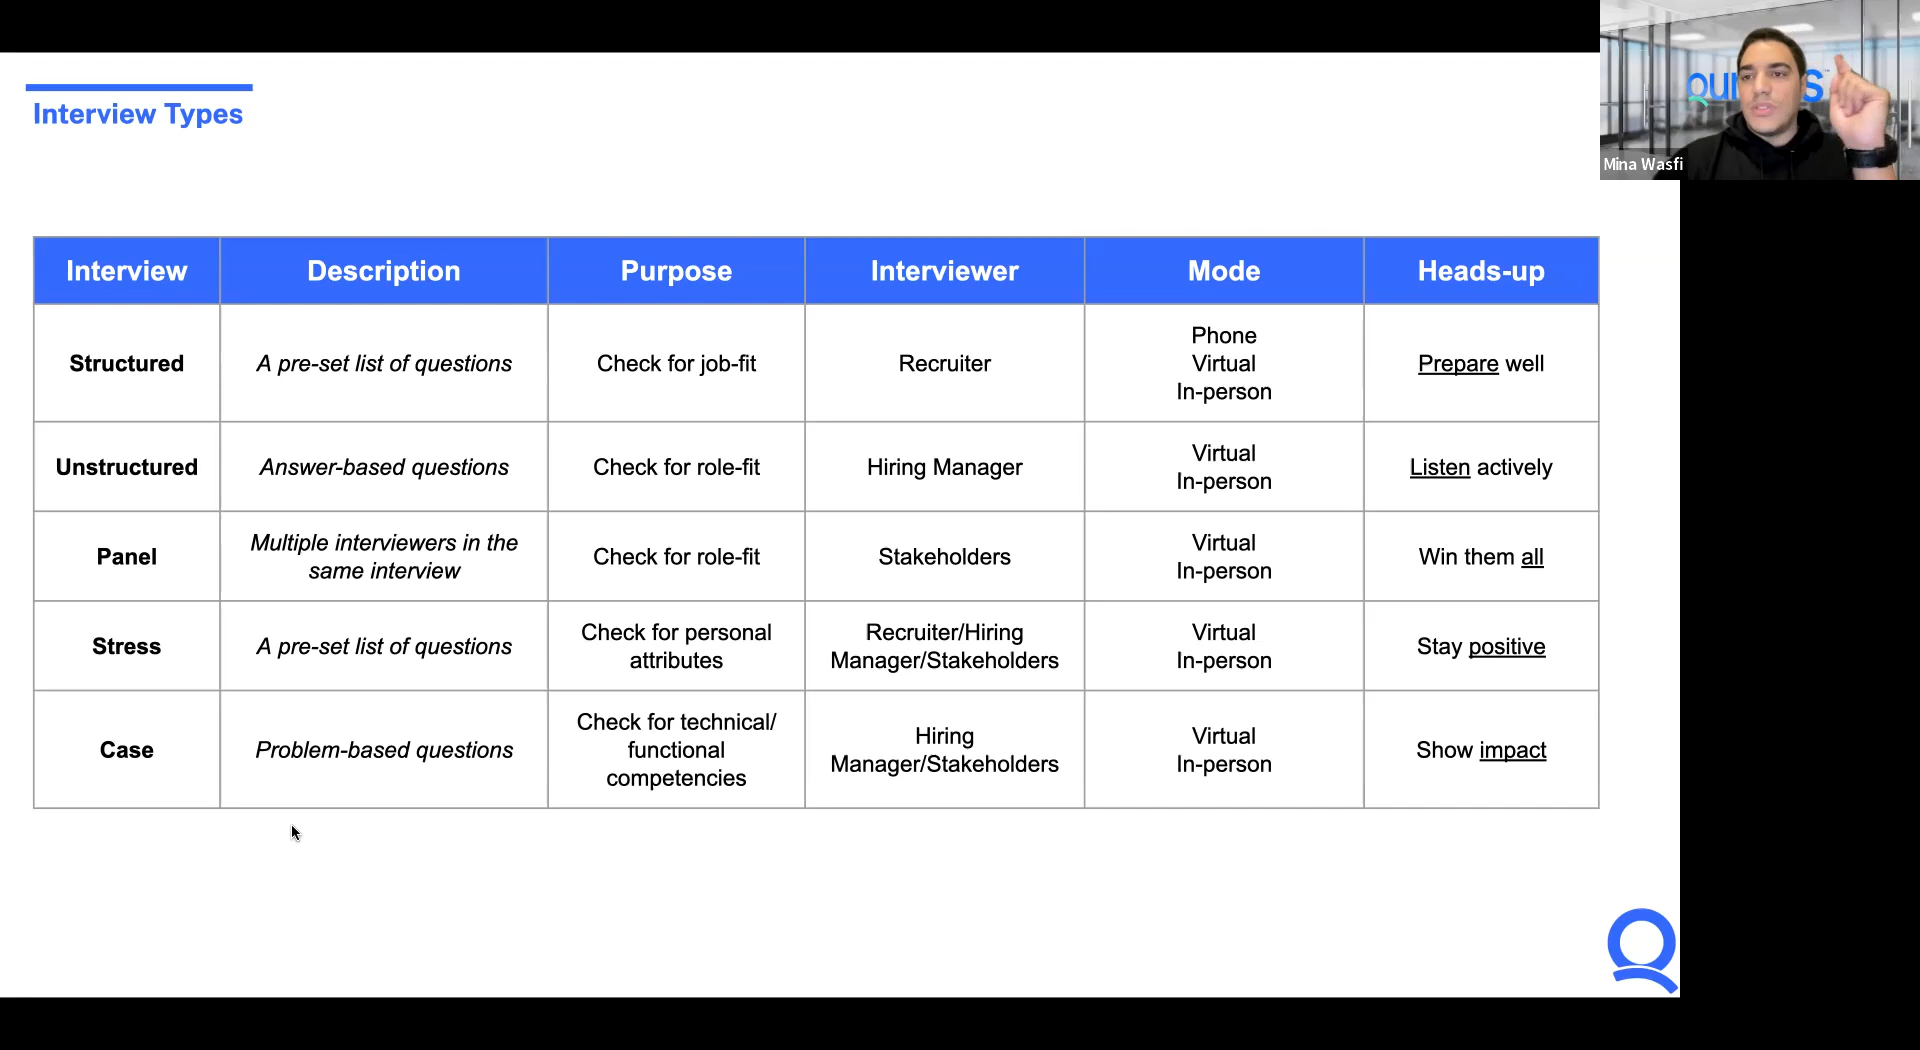 Interview Types
Mina Wasfi
Interview Description Purpose Interviewer Mode Heads-up
Structured
A pre-set list of questions
Check for job-fit
Recruiter
Phone
Virtual
In-person
Prepare well
Unstructured
Answer-based questions
Check for role-fit
Hiring Manager
Virtual
In-person
Listen actively
Panel
Multiple interviewers in the
same interview
Check for role-fit
Stakeholders
Virtual
In-person
Win them all
Stress
A pre-set list of questions
Check for personal
attributes
Recruiter/Hiring
Manager/Stakeholders
Virtual
In-person
Stay positive
Case
Problem-based questions
Check for technical/
functional
competencies
Hiring
Manager/Stakeholders
Virtual
In-person
Show impact